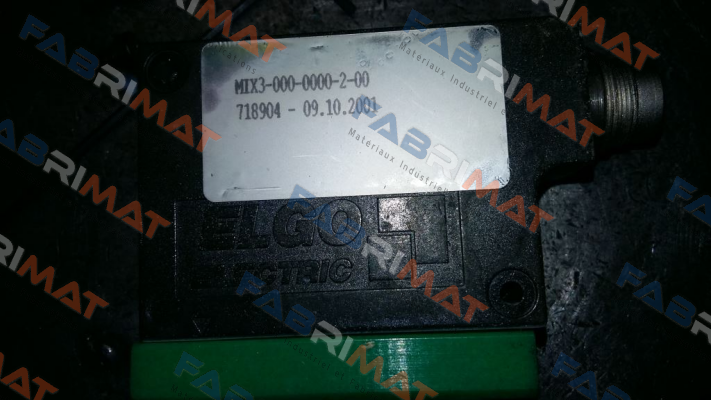 MIX3-000-0000-2-00
718904 - 09.10.2001
ELGO
ELECTRIC
FABRIMAT
Materiaux Industriel